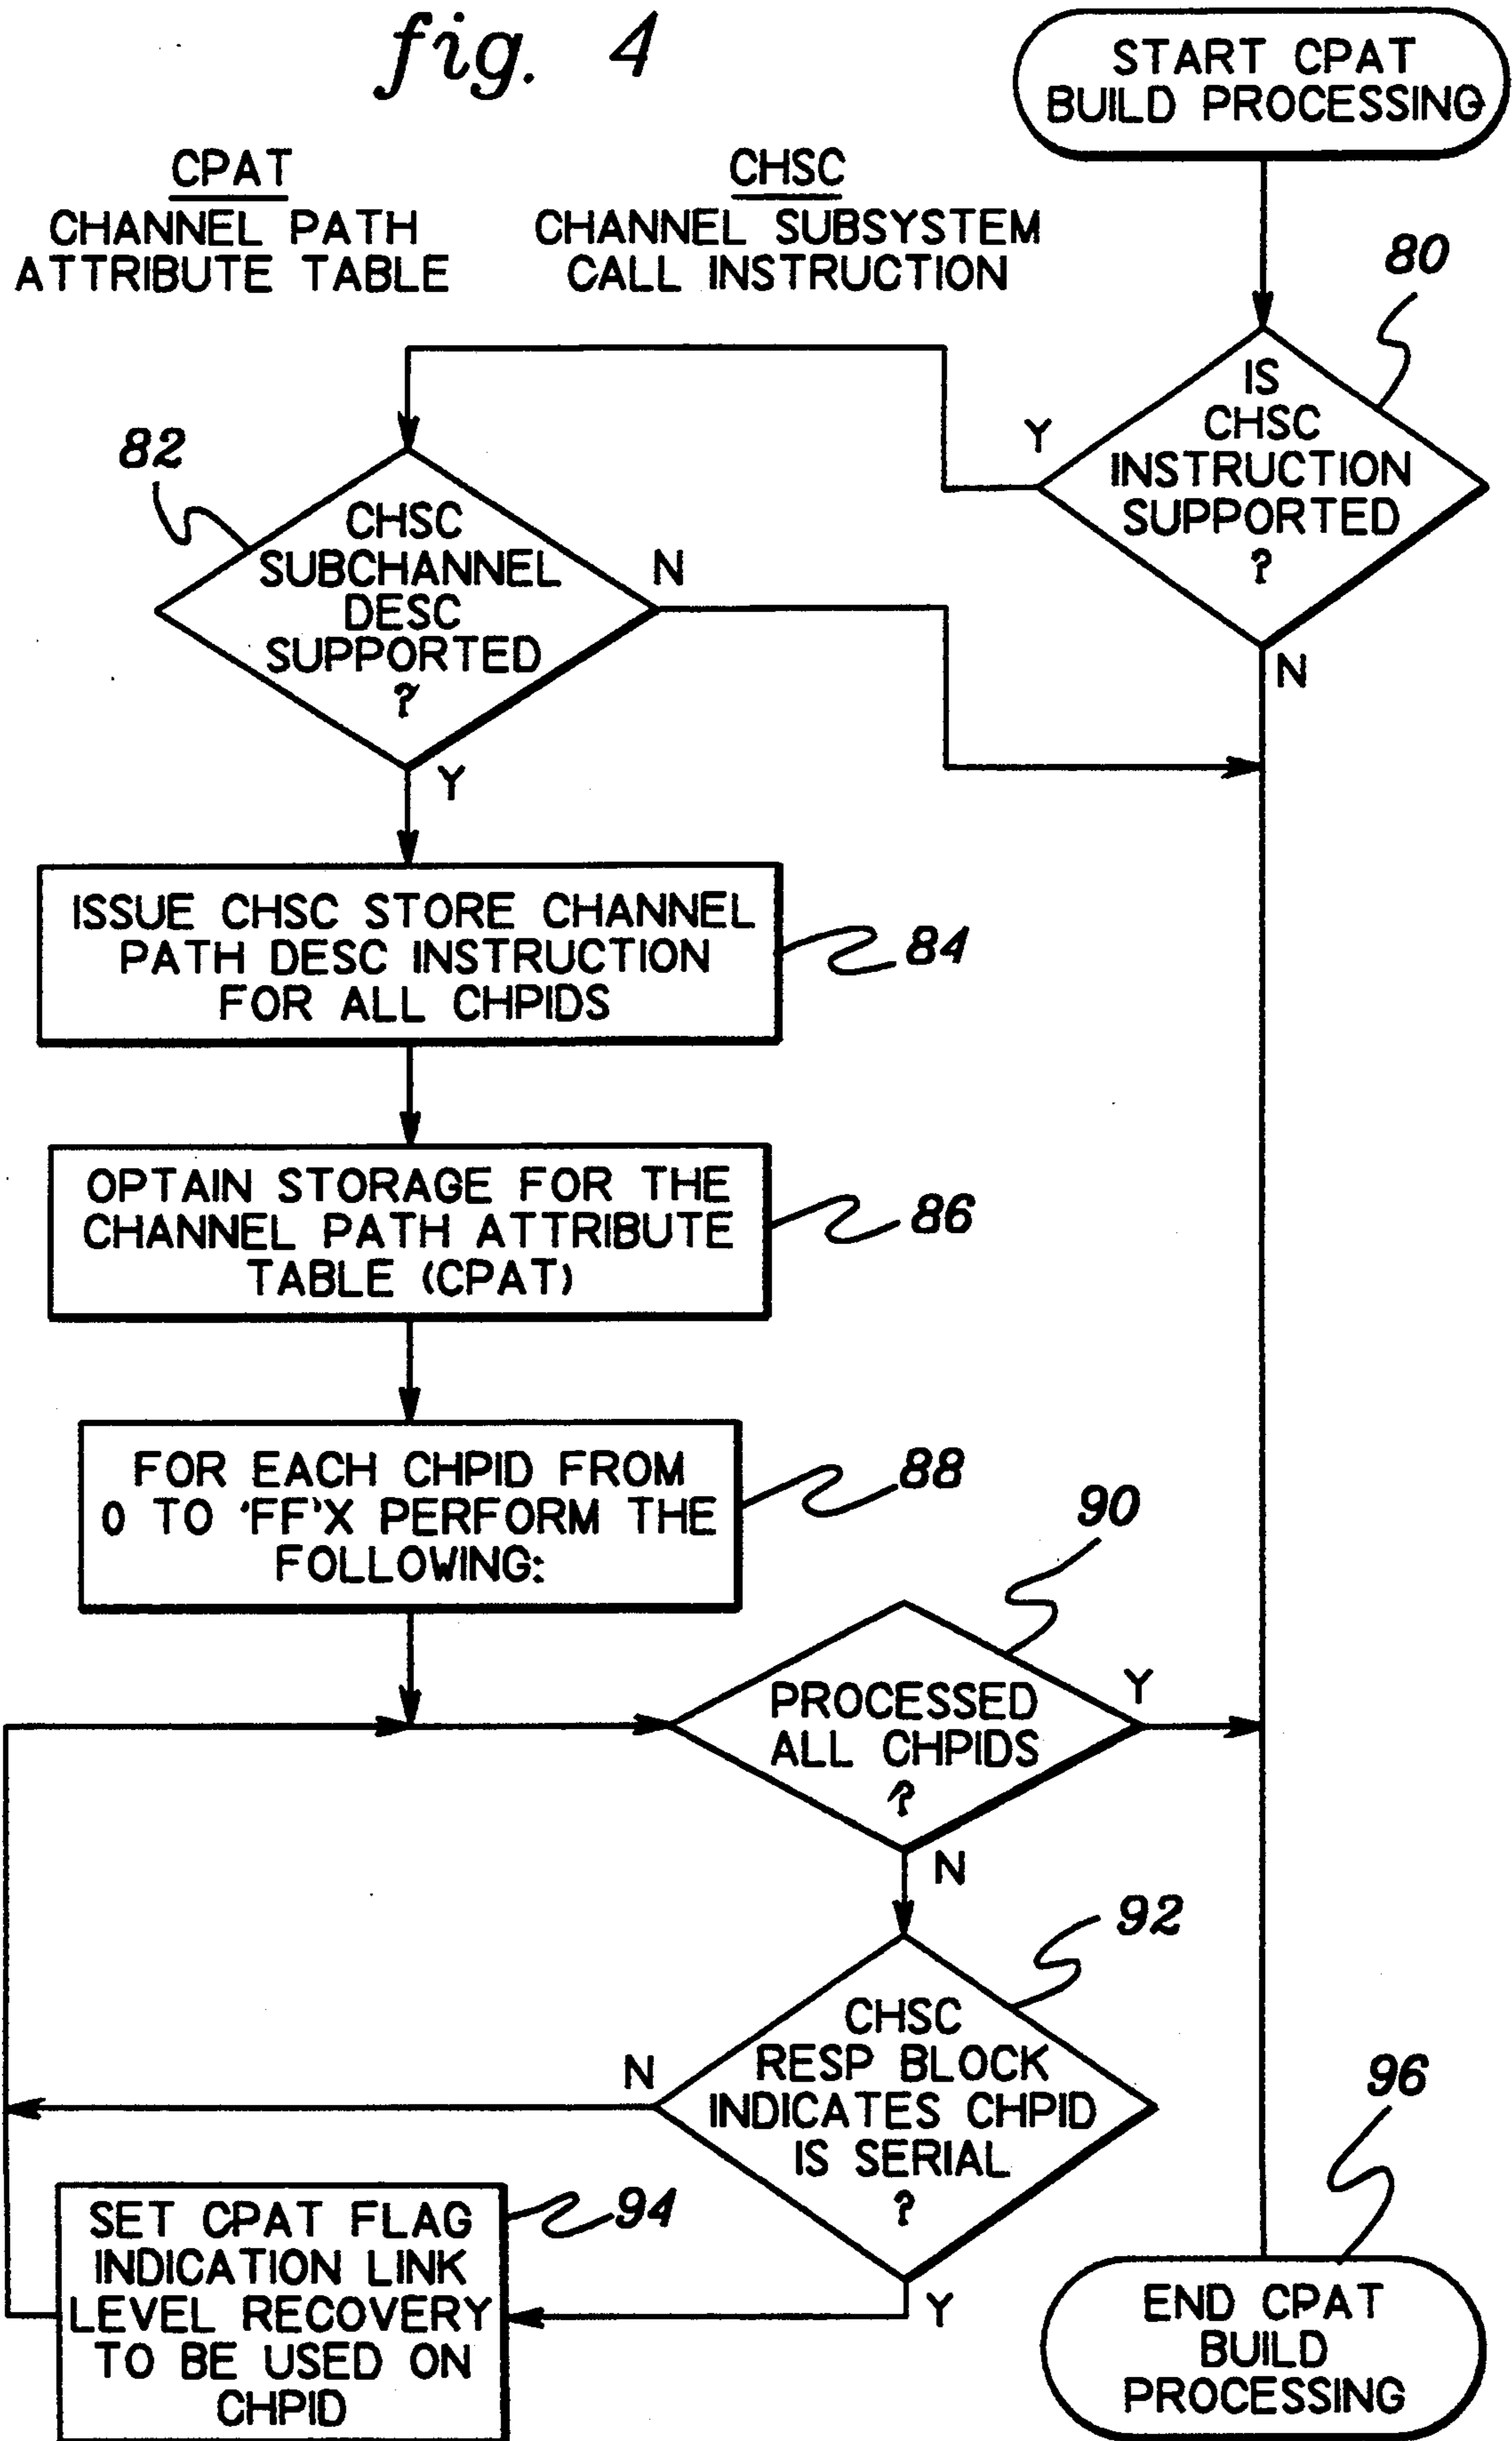 fig. 4
START CPAT
BUILD PROCESSING
CPAT
CHANNEL PATH
ATTRIBUTE TABLE
CHSC
CHANNEL SUBSYSTEM
CALL INSTRUCTION
80
IS
CHSC
INSTRUCTION
SUPPORTED
?
Y
N
82
CHSC
SUBCHANNEL
DESC
SUPPORTED
?
N
Y
ISSUE CHSC STORE CHANNEL
PATH DESC INSTRUCTION
FOR ALL CHPIDS
84
OPTAIN STORAGE FOR THE
CHANNEL PATH ATTRIBUTE
TABLE (CPAT)
86
FOR EACH CHPID FROM
0 TO 'FF'X PERFORM THE
FOLLOWING:
88
90
PROCESSED
ALL CHPIDS
?
Y
N
92
CHSC
RESP BLOCK
INDICATES CHPID
IS SERIAL
?
N
Y
SET CPAT FLAG
INDICATION LINK
LEVEL RECOVERY
TO BE USED ON
CHPID
94
96
END CPAT
BUILD
PROCESSING